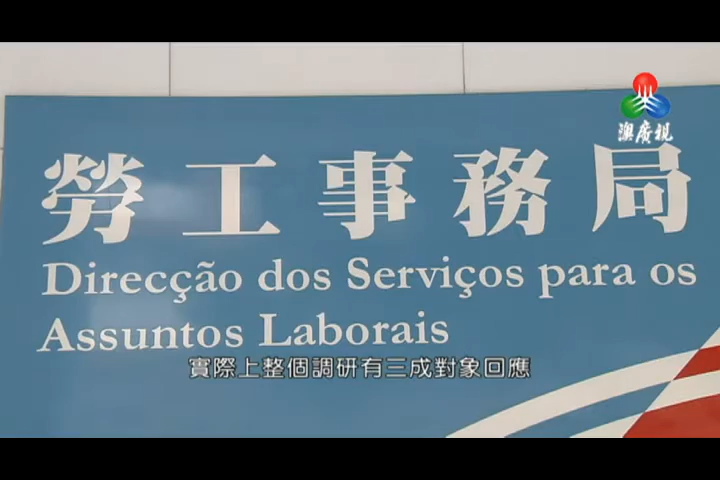 澳廣視
勞工事務局
Direcção dos Serviços para os
Assuntos Laborais
實際上整個調研有三成對象回應